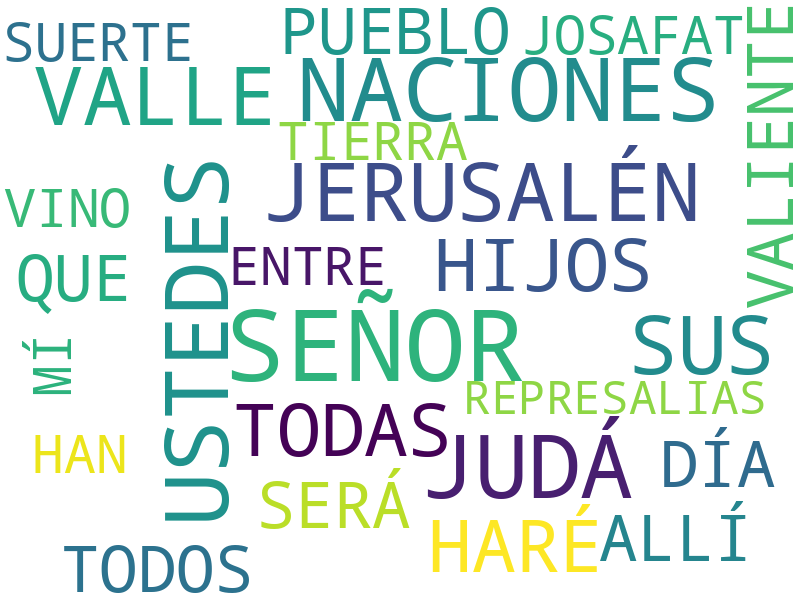 SUERTE
PUEBLO
JOSAFAT
VALLE
NACIONES
VALIENTE
TIERRA
JERUSALÉN
VINO
USTEDES
QUE
ENTRE
HIJOS
SEÑOR
SUS
MÍ
REPRESALIAS
TODAS
JUDÁ
HAN
DÍA
SERÁ
HARÉ
ALLÍ
TODOS